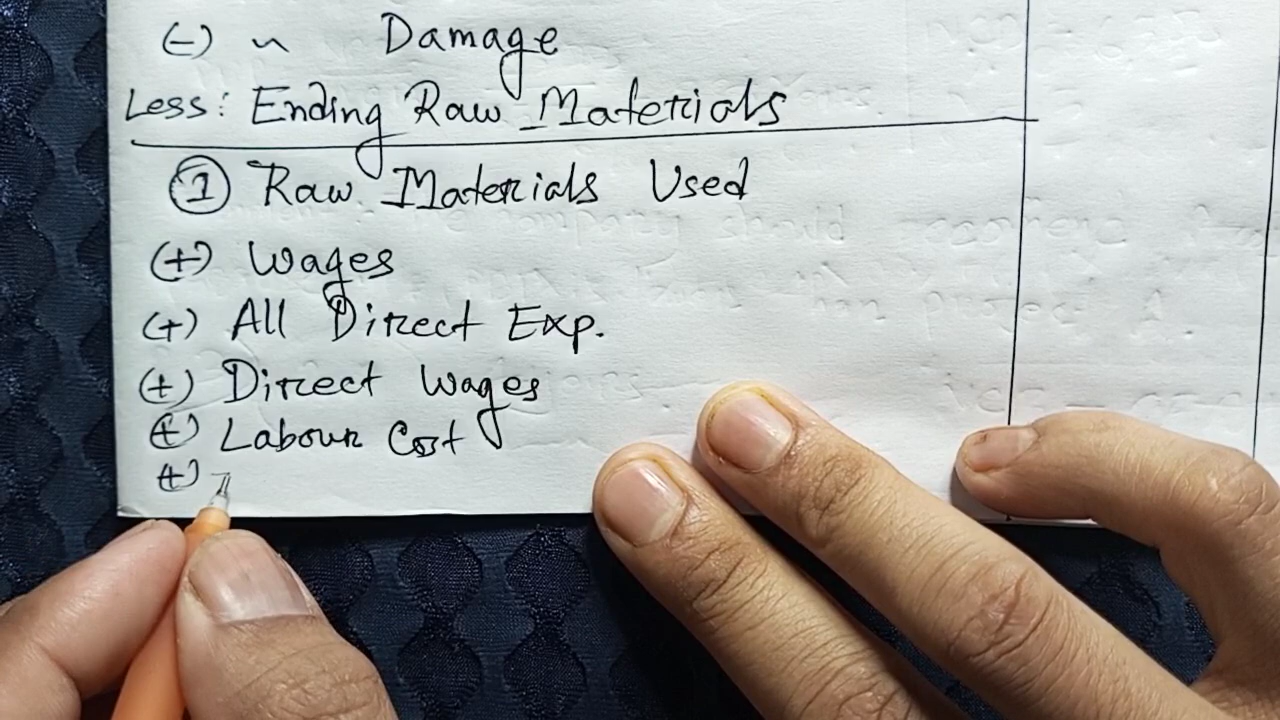 (-) " Damage
Less: Ending Raw Materials
① Raw Materials Used
(+) Wages
(+) All Direct Exp.
(+) Direct Wages
(+) Labour Cost
(+)